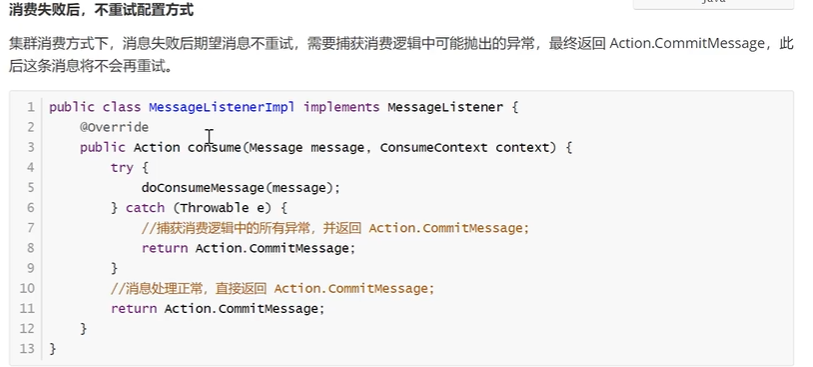 java
消费失败后，不重试配置方式
集群消费方式下，消息失败后期望消息不重试，需要捕获消费逻辑中可能抛出的异常，最终返回 Action.CommitMessage，此
后这条消息将不会再重试。
1 public class MessageListenerImpl implements MessageListener {
2     @Override
3     public Action consume(Message message, ConsumeContext context) {
4         try {
5             doConsumeMessage(message);
6         } catch (Throwable e) {
7             //捕获消费逻辑中的所有异常，并返回 Action.CommitMessage;
8             return Action.CommitMessage;
9         }
10         //消息处理正常，直接返回 Action.CommitMessage;
11         return Action.CommitMessage;
12     }
13 }